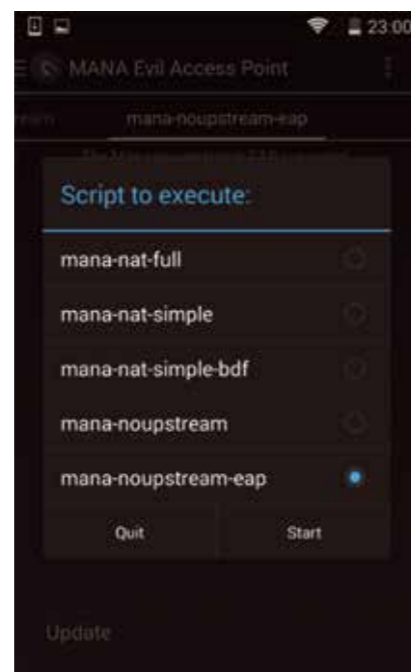 23:00
MANA Evil Access Point
mana-noupstream-eap
Script to execute:
mana-nat-full
mana-nat-simple
mana-nat-simple-bdf
mana-noupstream
mana-noupstream-eap
Quit Start
Update